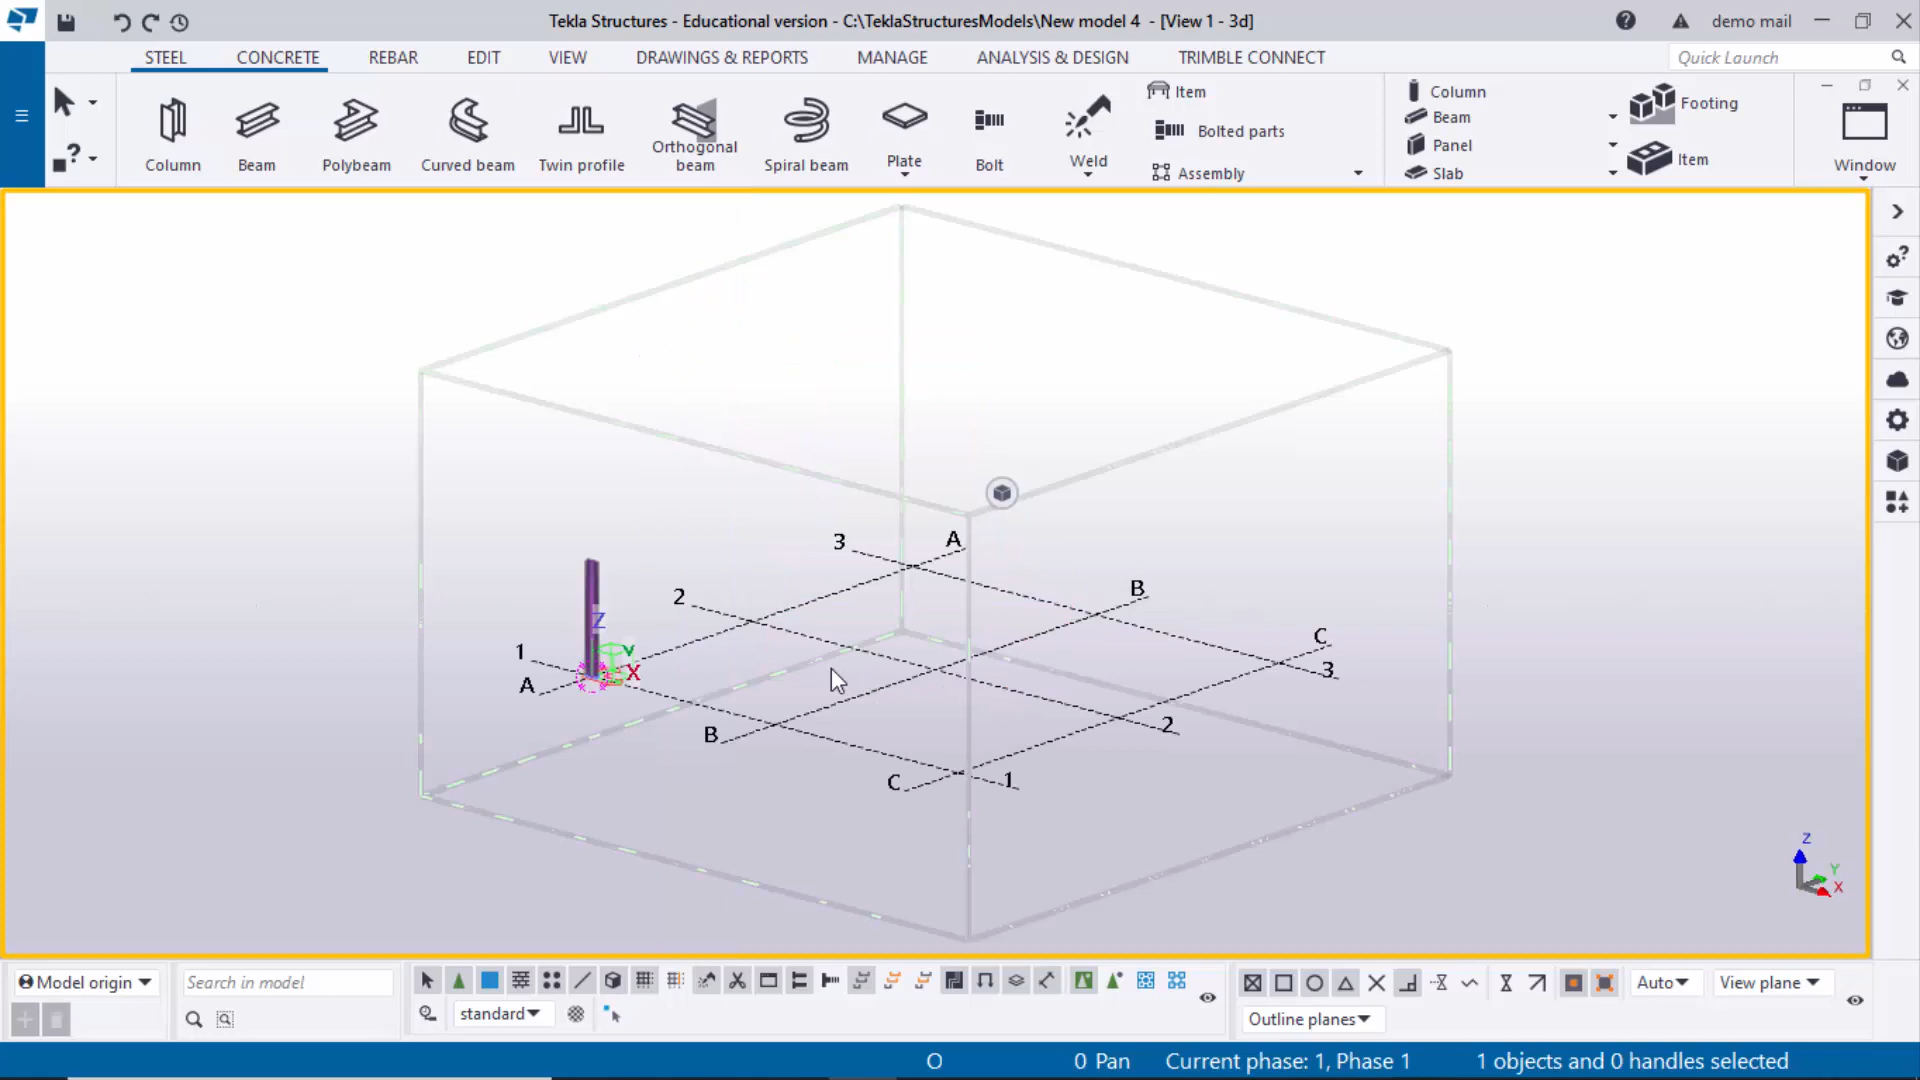 Tekla Structures - Educational version - C:\TeklaStructuresModels\New model 4 - [View 1 - 3d]
demo mail
STEEL CONCRETE REBAR EDIT VIEW DRAWINGS & REPORTS MANAGE ANALYSIS & DESIGN TRIMBLE CONNECT
Quick Launch
Column
Beam
Polybeam
Curved beam
Twin profile
Orthogonal
beam
Spiral beam
Plate
Bolt
Weld
Item
Bolted parts
Assembly
Column
Beam
Panel
Slab
Footing
Item
Window
3
A
2
B
1
A
C
3
B
2
C
1
Z
Y
X
Z
Y
X
Model origin
Search in model
standard
Auto
View plane
Outline planes
O
0 Pan
Current phase: 1, Phase 1
1 objects and 0 handles selected